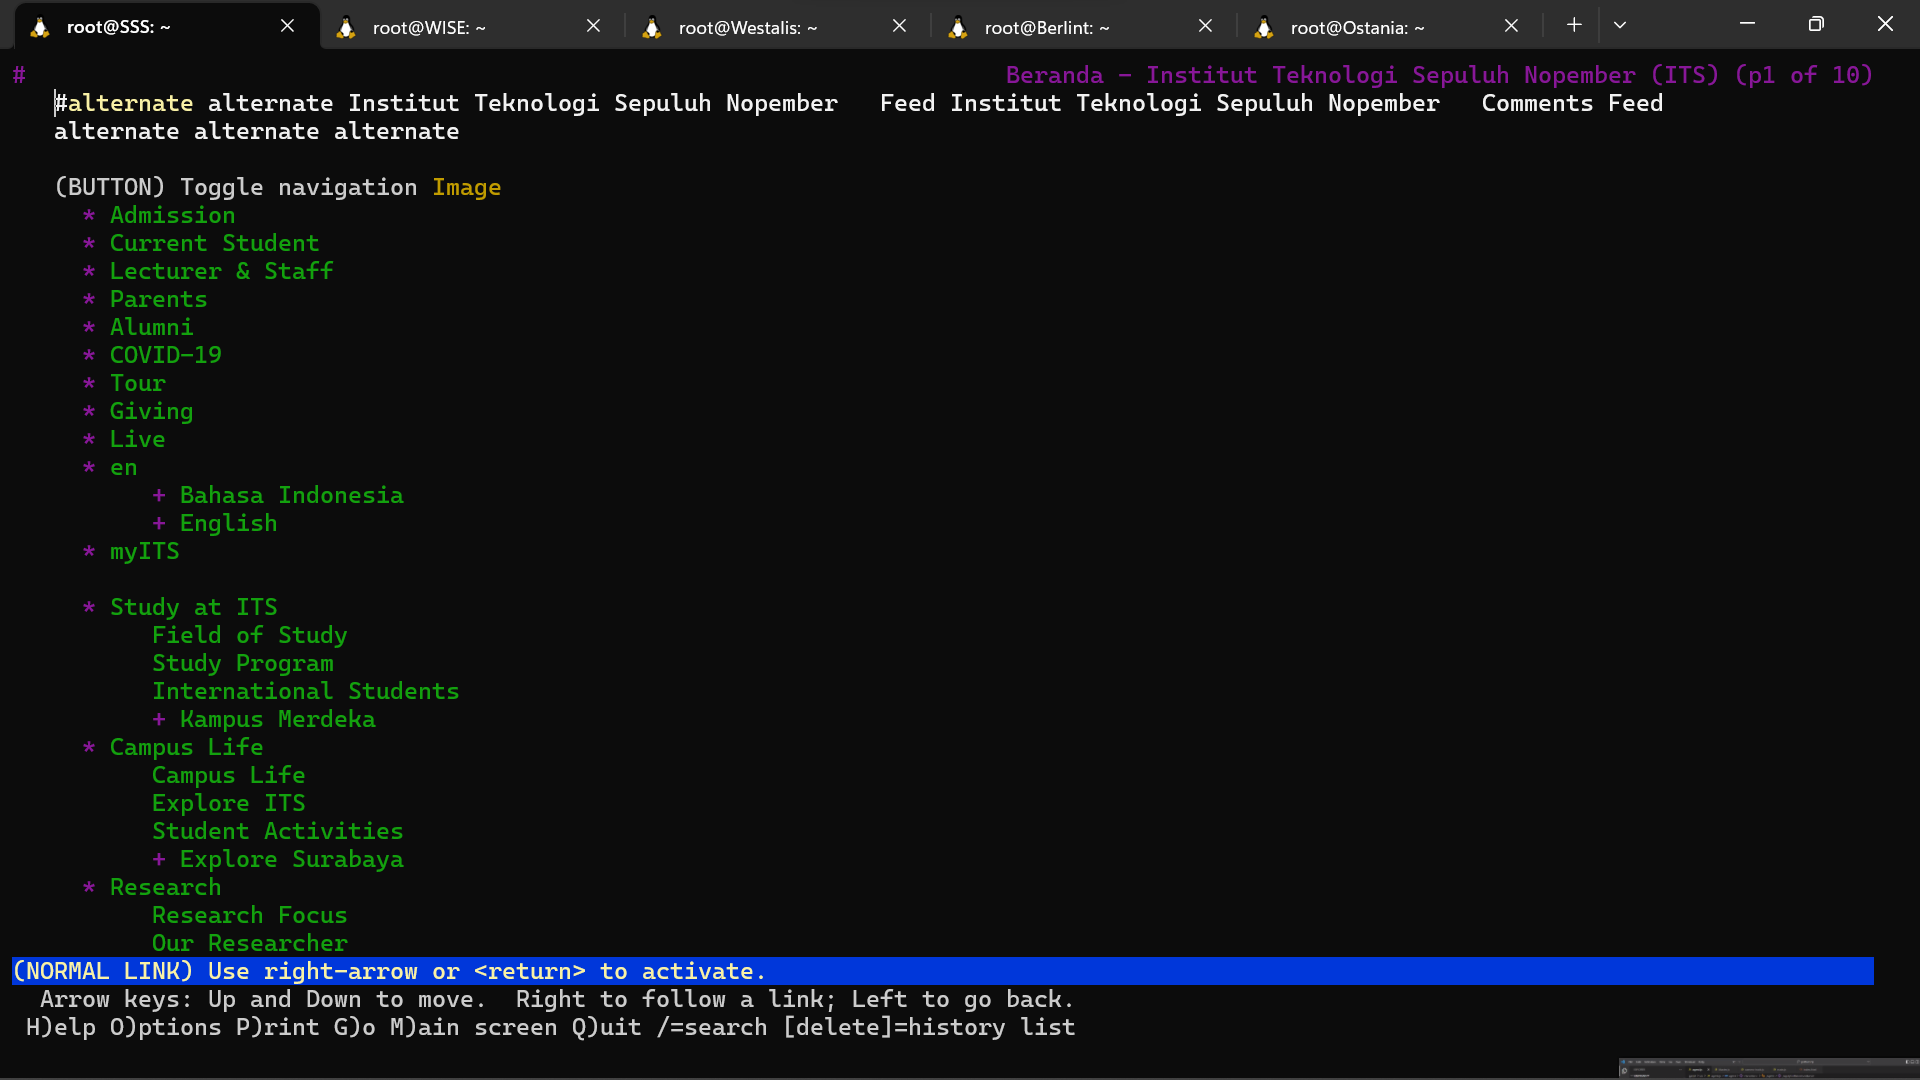 root@SSS: ~ root@WISE: ~ root@Westalis: ~ root@Berlint: ~ root@Ostania: ~
# Beranda - Institut Teknologi Sepuluh Nopember (ITS) (p1 of 10)
#alternate alternate Institut Teknologi Sepuluh Nopember   Feed Institut Teknologi Sepuluh Nopember   Comments Feed
alternate alternate alternate
(BUTTON) Toggle navigation Image
* Admission
* Current Student
* Lecturer & Staff
* Parents
* Alumni
* COVID-19
* Tour
* Giving
* Live
* en
+ Bahasa Indonesia
+ English
* myITS
* Study at ITS
Field of Study
Study Program
International Students
+ Kampus Merdeka
* Campus Life
Campus Life
Explore ITS
Student Activities
+ Explore Surabaya
* Research
Research Focus
Our Researcher
(NORMAL LINK) Use right-arrow or <return> to activate.
Arrow keys: Up and Down to move.  Right to follow a link; Left to go back.
H)elp O)ptions P)rint G)o M)ain screen Q)uit /=search [delete]=history list